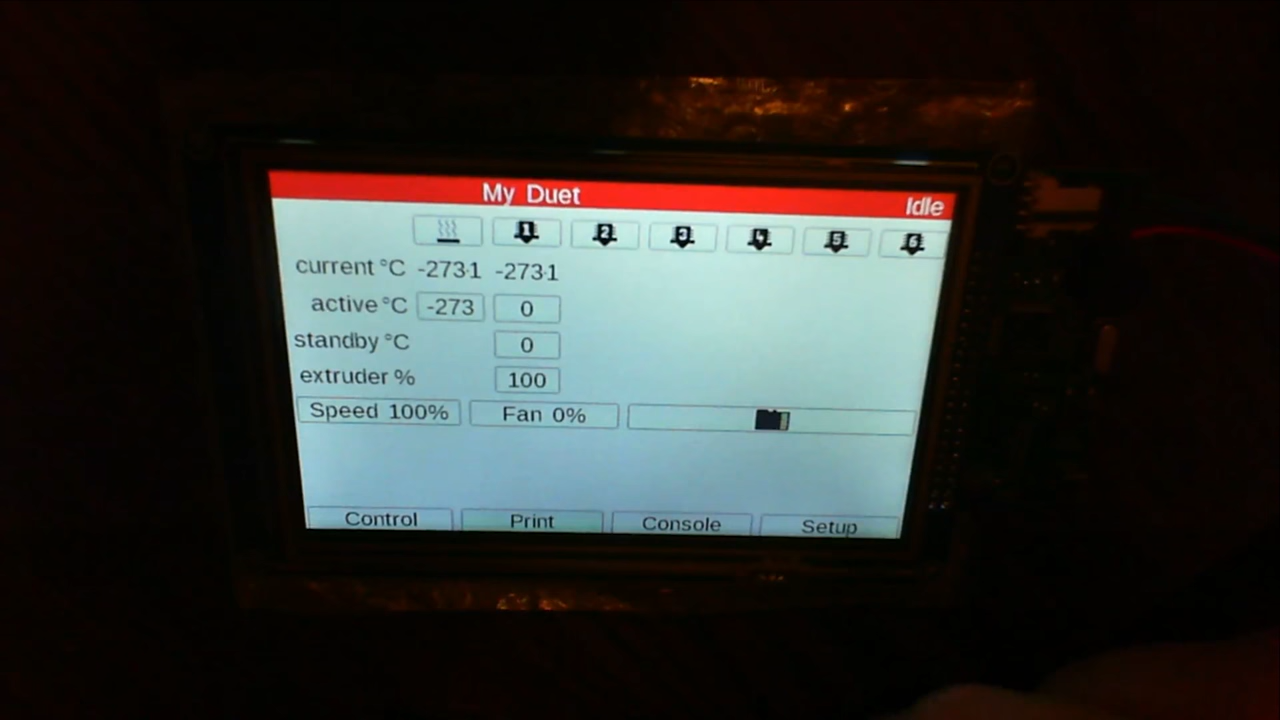 My Duet Idle
1 2 3 4 5 6
current °C -273.1 -273.1
active °C -273 0
standby °C 0
extruder % 100
Speed 100% Fan 0%
Control Print Console Setup